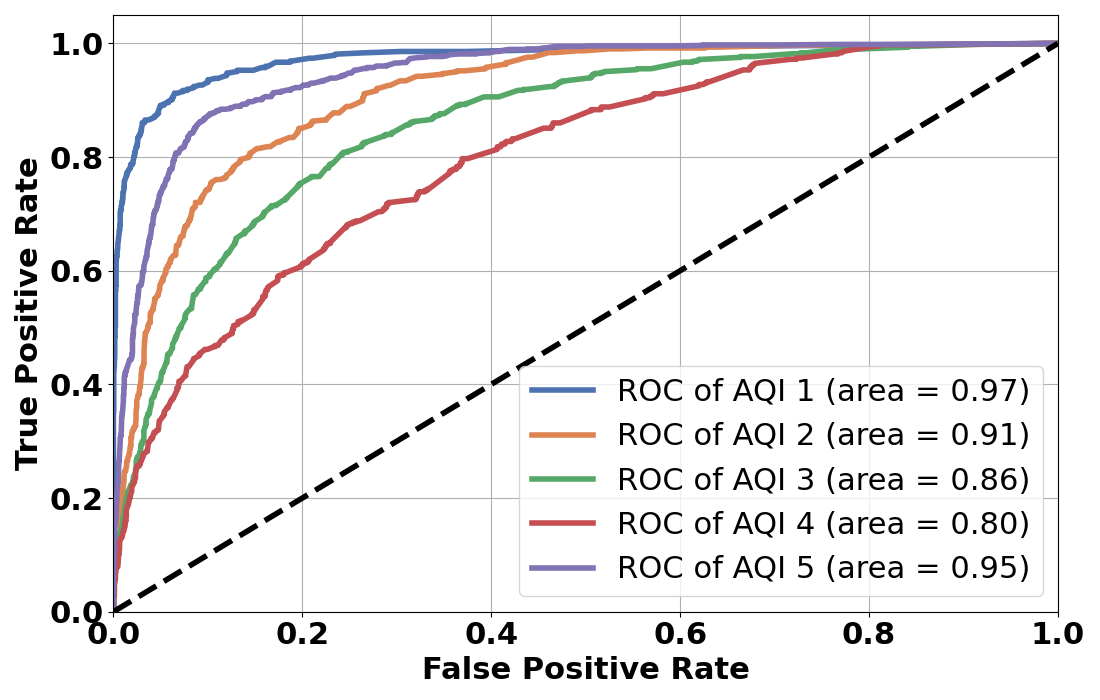 1.0
0.8
0.6
0.4
0.2
0.0
True Positive Rate
ROC of AQI 1 (area = 0.97)
ROC of AQI 2 (area = 0.91)
ROC of AQI 3 (area = 0.86)
ROC of AQI 4 (area = 0.80)
ROC of AQI 5 (area = 0.95)
0.0 0.2 0.4 0.6 0.8 1.0
False Positive Rate